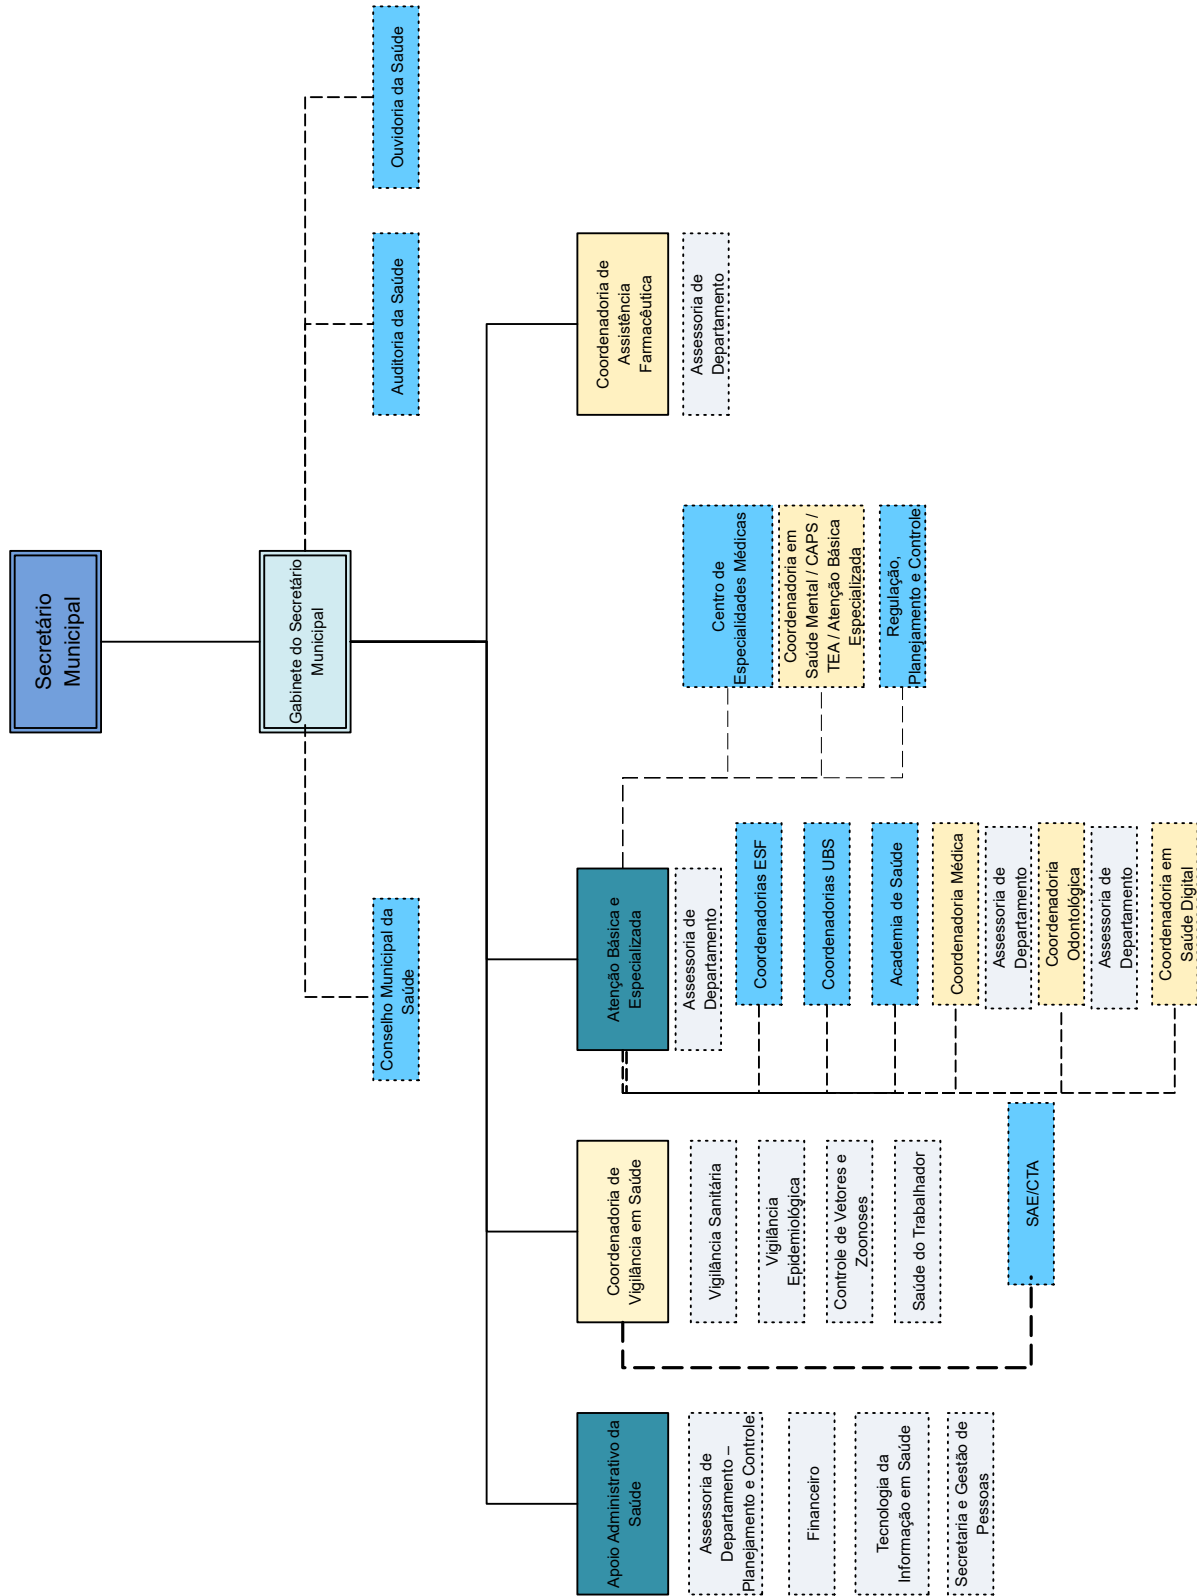 Secretário
Municipal
Gabinete do Secretário
Municipal
Conselho Municipal da
Saúde
Auditoria da Saúde
Ouvidoria da Saúde
Apoio Administrativo da
Saúde
Assessoria de
Departamento –
Planejamento e Controle
Financeiro
Tecnologia da
Informação em Saúde
Secretaria e Gestão de
Pessoas
Coordenadoria de
Vigilância em Saúde
Vigilância Sanitária
Vigilância
Epidemiológica
Controle de Vetores e
Zoonoses
Saúde do Trabalhador
SAE/CTA
Atenção Básica e
Especializada
Assessoria de
Departamento
Coordenadorias ESF
Coordenadorias UBS
Academia de Saúde
Coordenadoria Médica
Assessoria de
Departamento
Coordenadoria
Odontológica
Assessoria de
Departamento
Coordenadoria em
Saúde Digital
Centro de
Especialidades Médicas
Coordenadoria em
Saúde Mental / CAPS /
TEA / Atenção Básica
Especializada
Regulação,
Planejamento e Controle
Coordenadoria de
Assistência
Farmacêutica
Assessoria de
Departamento